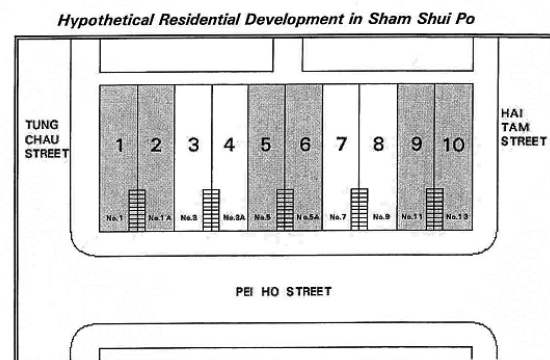 Hypothetical Residential Development in Sham Shui Po
TUNG
CHAU
STREET
HAI
TAM
STREET
1 2 3 4 5 6 7 8 9 10
No.1 No.1A No.3 No.3A No.5 No.5A No.7 No.9 No.11 No.13
PEI HO STREET